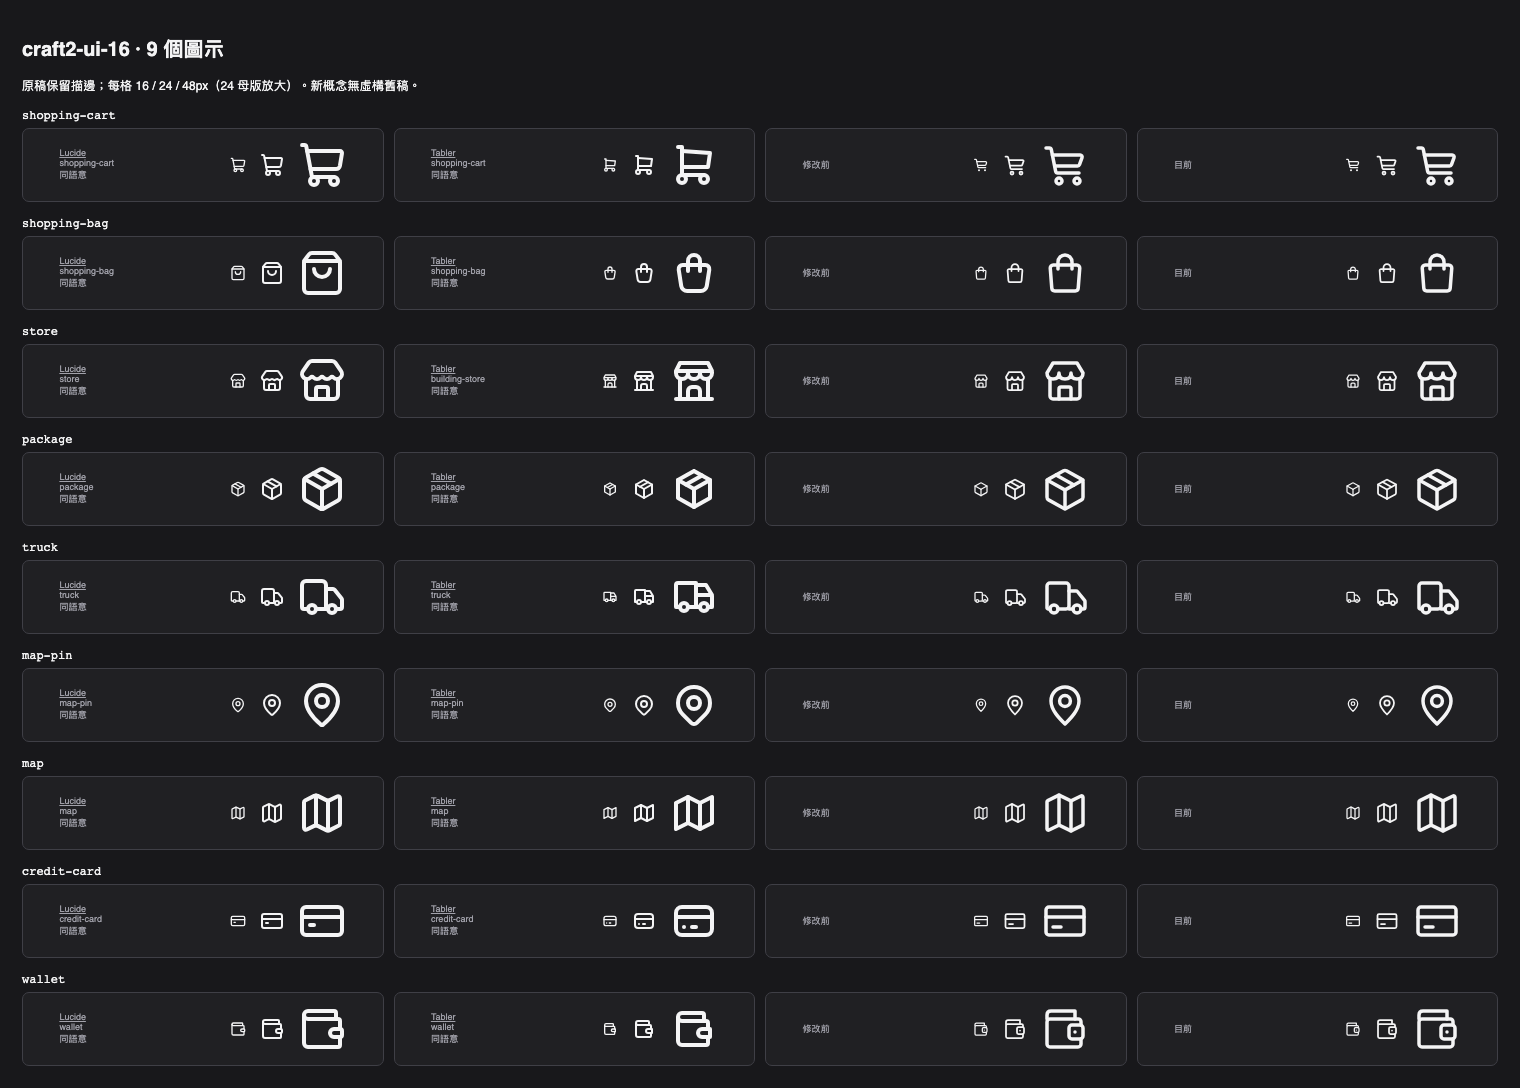 craft2-ui-16 · 9 個圖示
原稿保留描邊；每格 16 / 24 / 48px（24 母版放大）。新概念無虛構舊稿。
shopping-cart
Lucide
shopping-cart
同語意
Tabler
shopping-cart
同語意
修改前
目前
shopping-bag
Lucide
shopping-bag
同語意
Tabler
shopping-bag
同語意
修改前
目前
store
Lucide
store
同語意
Tabler
building-store
同語意
修改前
目前
package
Lucide
package
同語意
Tabler
package
同語意
修改前
目前
truck
Lucide
truck
同語意
Tabler
truck
同語意
修改前
目前
map-pin
Lucide
map-pin
同語意
Tabler
map-pin
同語意
修改前
目前
map
Lucide
map
同語意
Tabler
map
同語意
修改前
目前
credit-card
Lucide
credit-card
同語意
Tabler
credit-card
同語意
修改前
目前
wallet
Lucide
wallet
同語意
Tabler
wallet
同語意
修改前
目前